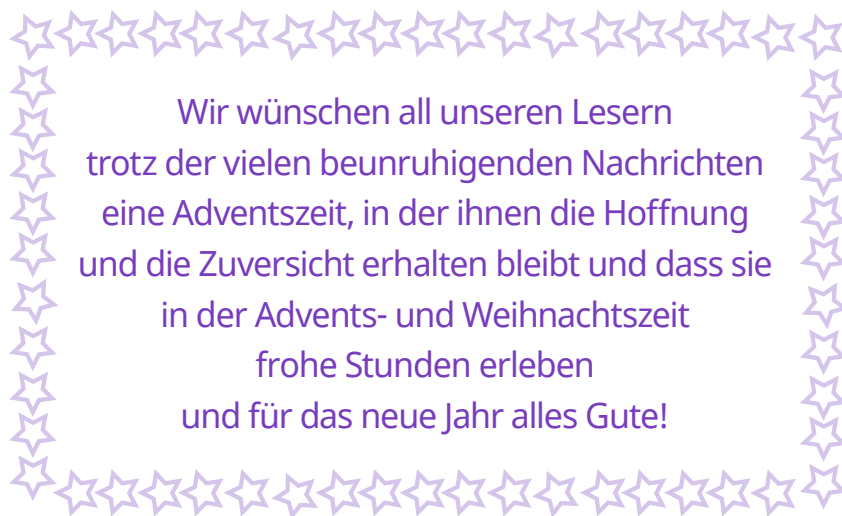 Wir wünschen all unseren Lesern
trotz der vielen beunruhigenden Nachrichten
eine Adventszeit, in der ihnen die Hoffnung
und die Zuversicht erhalten bleibt und dass sie
in der Advents- und Weihnachtszeit
frohe Stunden erleben
und für das neue Jahr alles Gute!